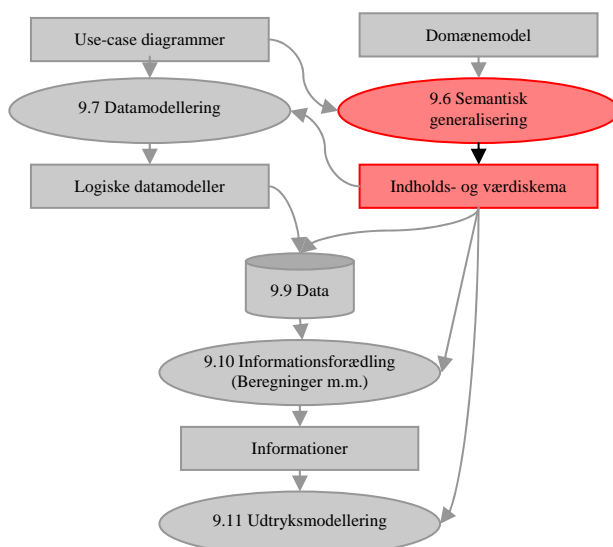 Use-case diagrammer
Domænemodel
9.7 Datamodellering
9.6 Semantisk
generalisering
Logiske datamodeller
Indholds- og værdiskema
9.9 Data
9.10 Informationsforædling
(Beregninger m.m.)
Informationer
9.11 Udtryksmodellering